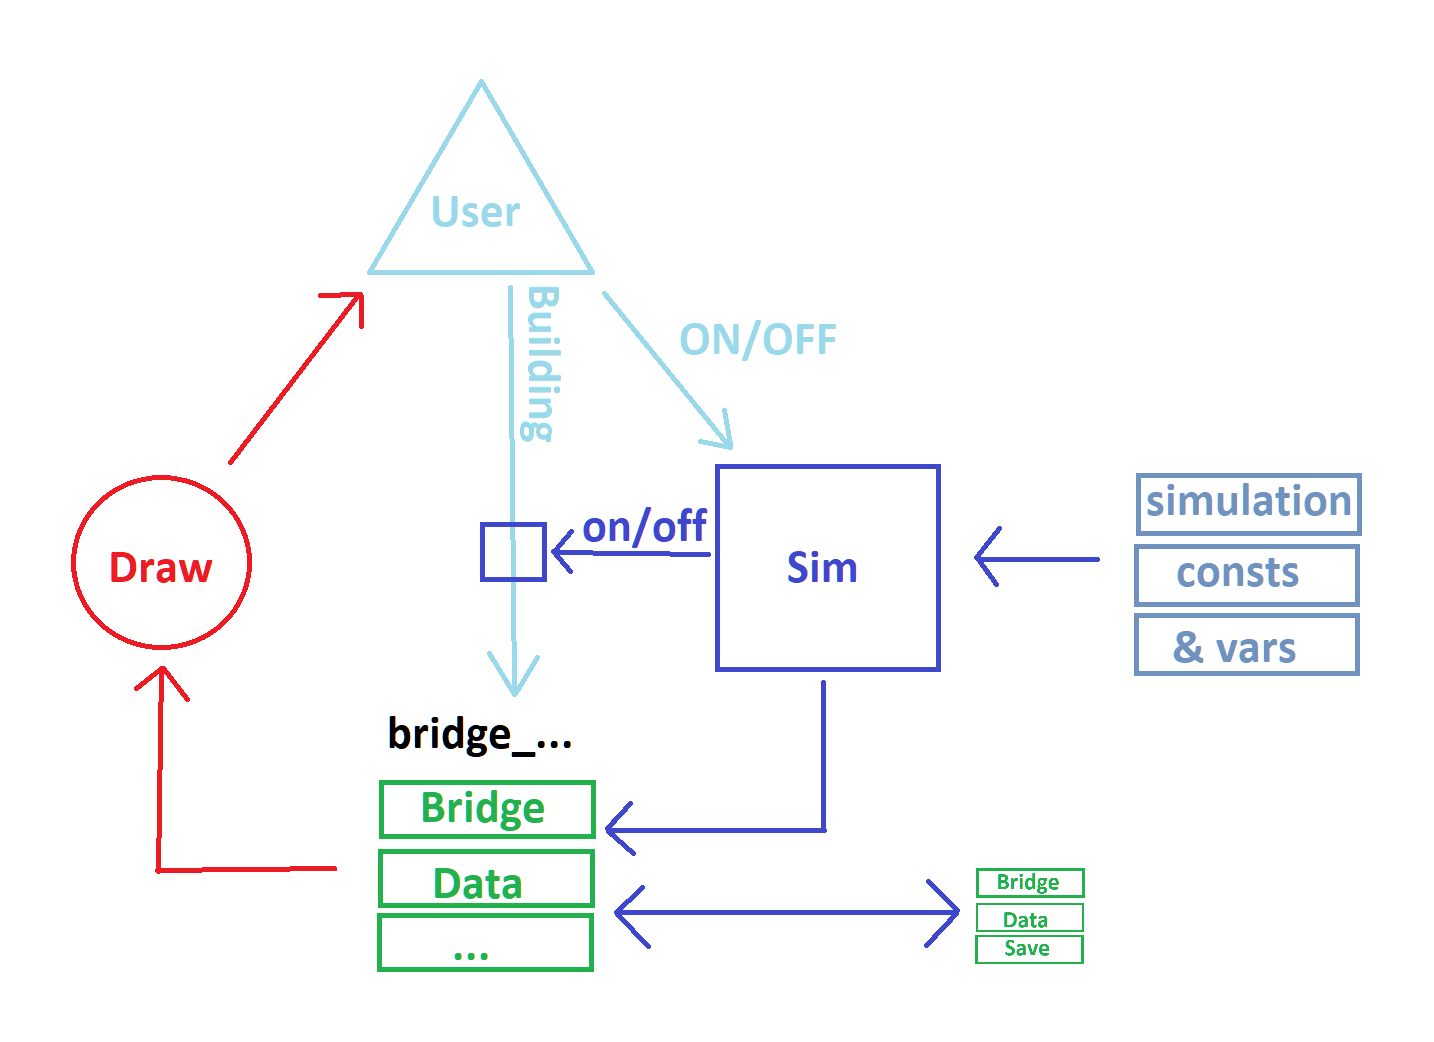 User
Building
ON/OFF
on/off
Draw
Sim
simulation
consts
& vars
bridge_...
Bridge
Data
...
Bridge
Data
Save